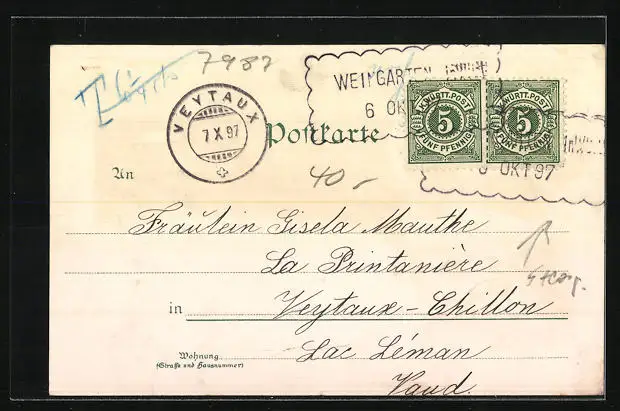 7987
WEINGARTEN
6 OKT
VEYTAUX
7 X 97
K. WÜRTT. POST
5
FÜNF PFENNIG
K. WÜRTT. POST
5
FÜNF PFENNIG
Postkarte
6 OKT 97
An
40.-
Fräulein Gisela Mauthe
La Printanière
in Veytaux-Chillon
Wohnung
(Straße und Hausnummer)
Lac Léman
Vaud.